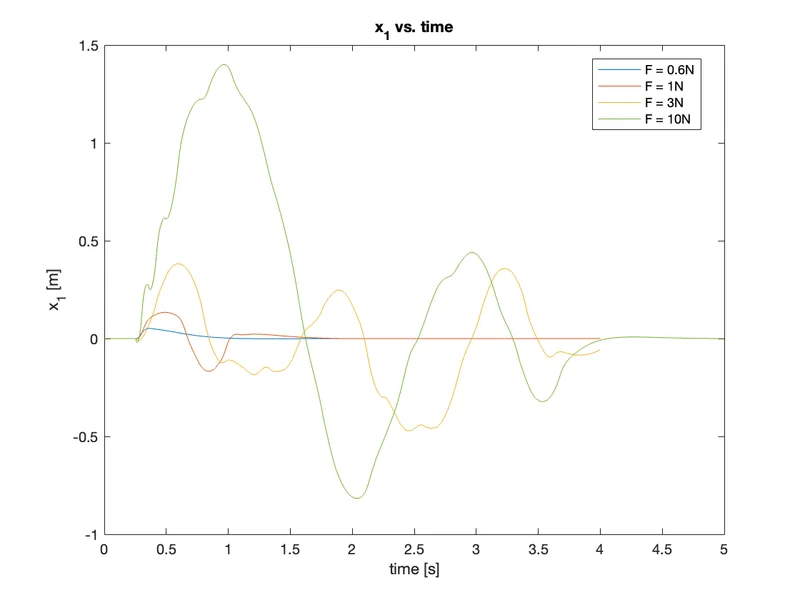 x1 vs. time
F = 0.6N
F = 1N
F = 3N
F = 10N
1.5
1
0.5
0
-0.5
-1
x1 [m]
0 0.5 1 1.5 2 2.5 3 3.5 4 4.5 5
time [s]